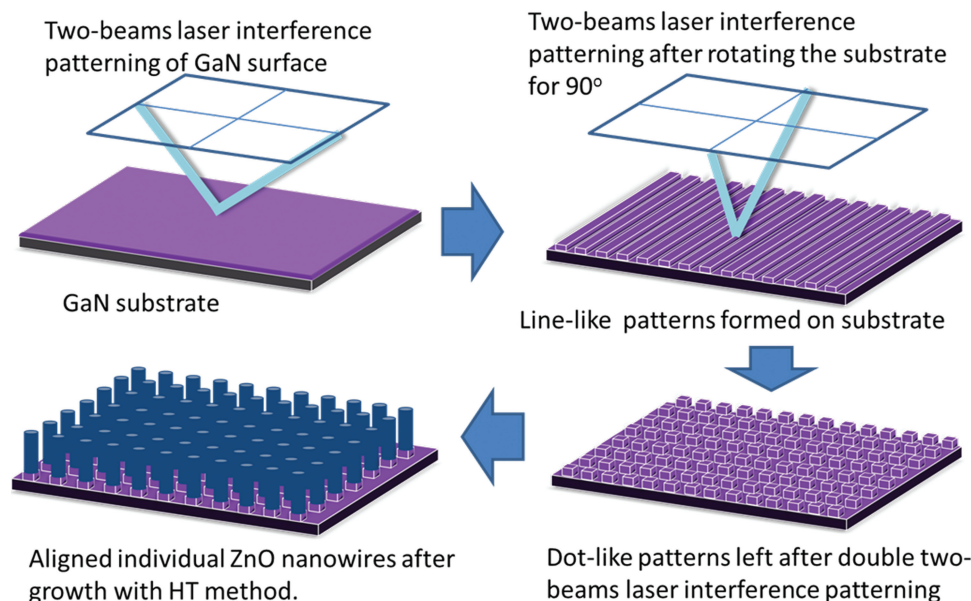 Two-beams laser interference
patterning of GaN surface
Two-beams laser interference
patterning after rotating the substrate
for 90°
GaN substrate
Line-like patterns formed on substrate
Aligned individual ZnO nanowires after
growth with HT method.
Dot-like patterns left after double two-
beams laser interference patterning